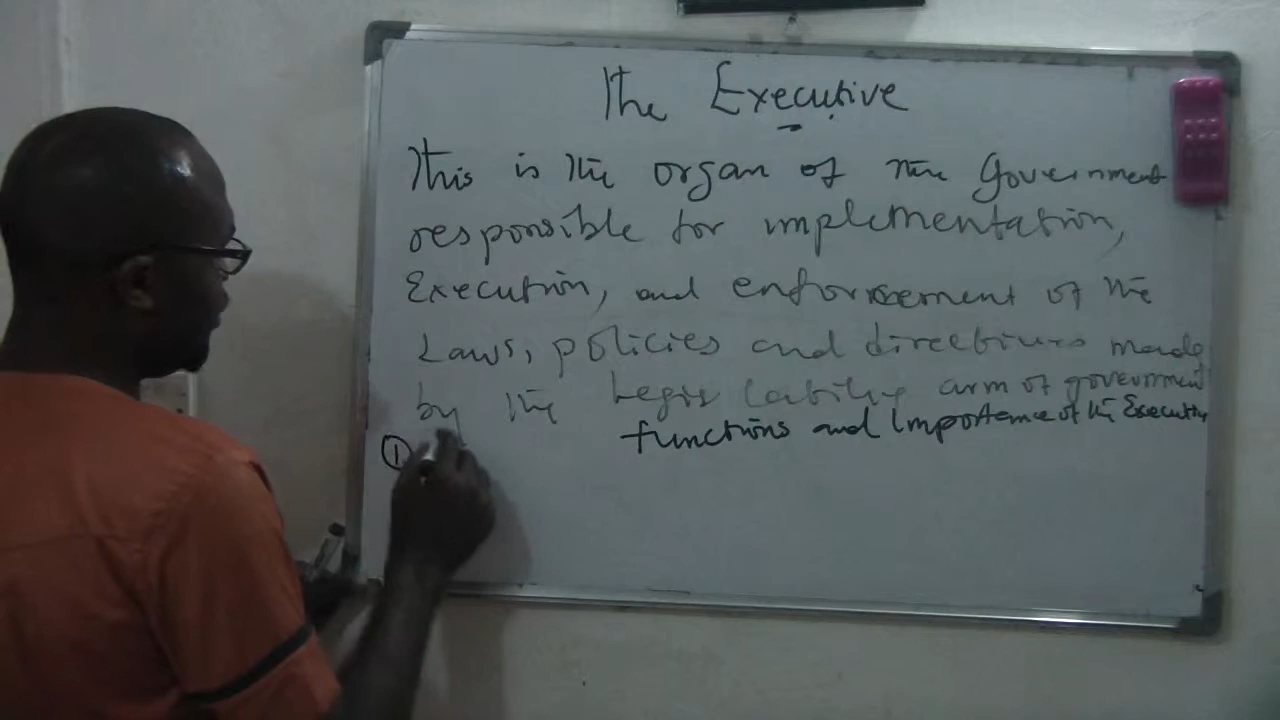 The Executive
This is the organ of the Government
responsible for implementation,
Execution, and enforcement of the
Laws, policies and directives made
by the Legislative arm of government
functions and Importance of the Executive
①